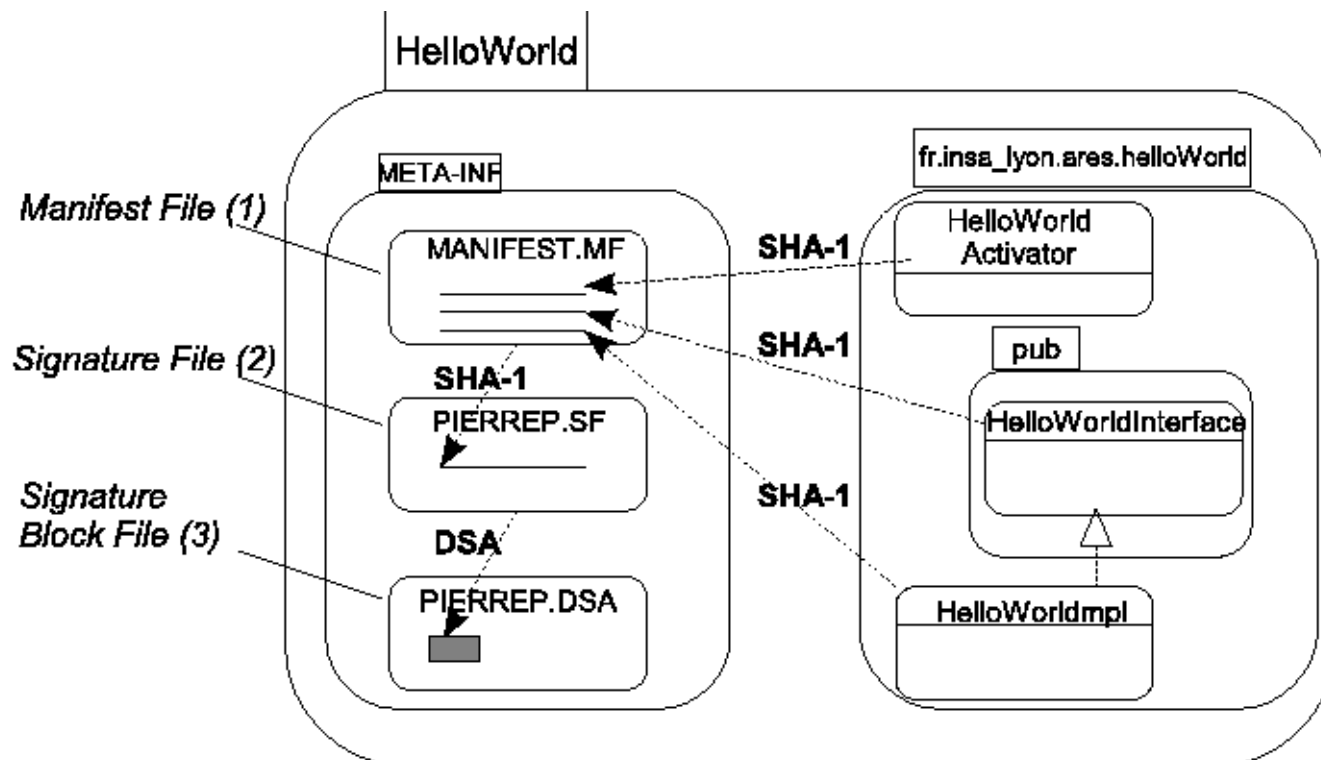 HelloWorld
META-INF
fr.insa_lyon.ares.helloWorld
Manifest File (1)
MANIFEST.MF
SHA-1
HelloWorld
Activator
Signature File (2)
SHA-1
PIERREP.SF
SHA-1
pub
HelloWorldInterface
Signature
Block File (3)
DSA
PIERREP.DSA
SHA-1
HelloWorldmpl